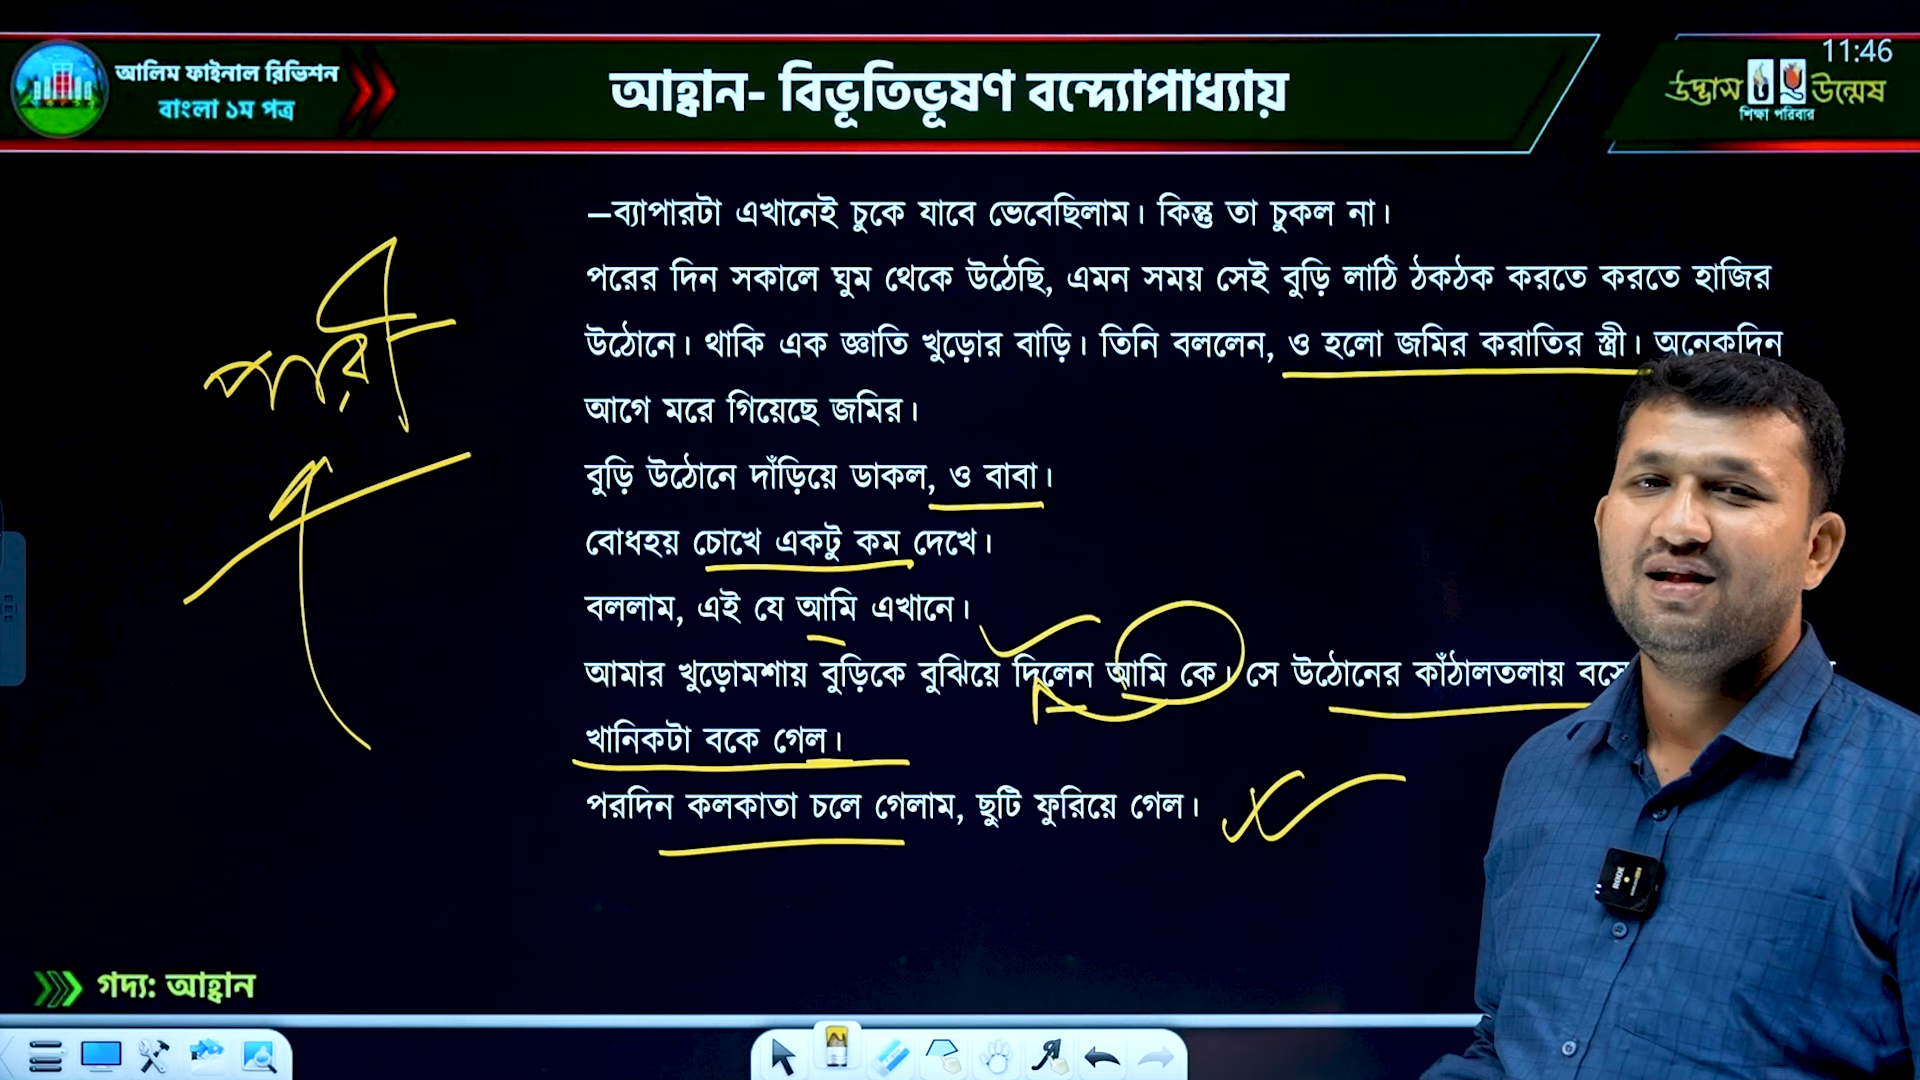 11:46
আলিম ফাইনাল রিভিশন
বাংলা ১ম পত্র
আহ্বান- বিভূতিভূষণ বন্দ্যোপাধ্যায়
উদ্ভাস উন্মেষ
শিক্ষা পরিবার
–ব্যাপারটা এখানেই চুকে যাবে ভেবেছিলাম। কিন্তু তা চুকল না।
পরের দিন সকালে ঘুম থেকে উঠেছি, এমন সময় সেই বুড়ি লাঠি ঠকঠক করতে করতে হাজির
উঠোনে। থাকি এক জ্ঞাতি খুড়োর বাড়ি। তিনি বললেন, ও হলো জমির করাতির স্ত্রী। অনেকদিন
আগে মরে গিয়েছে জমির।
বুড়ি উঠোনে দাঁড়িয়ে ডাকল, ও বাবা।
বোধহয় চোখে একটু কম দেখে।
বললাম, এই যে আমি এখানে।
আমার খুড়োমশায় বুড়িকে বুঝিয়ে দিলেন আমি কে। সে উঠোনের কাঁঠালতলায় বসে
খানিকটা বকে গেল।
পরদিন কলকাতা চলে গেলাম, ছুটি ফুরিয়ে গেল।
গদ্য: আহ্বান
RODE